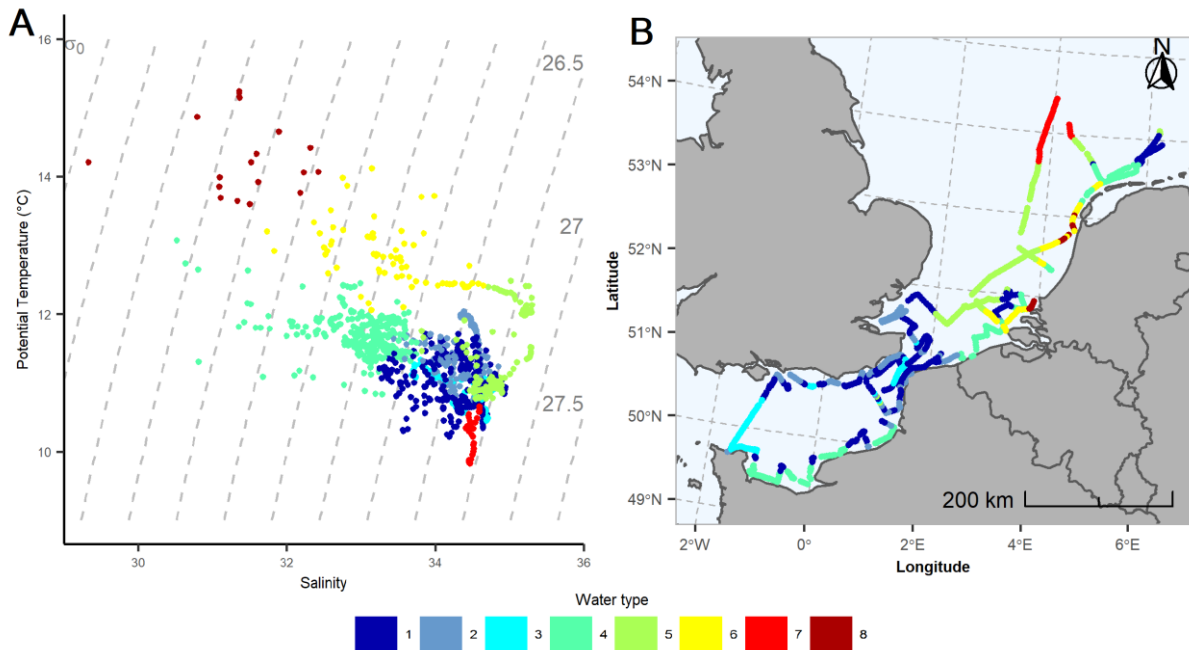 A
σ0
16
14
12
10
Potential Temperature (°C)
26.5
27
27.5
30
32
34
36
Salinity
B
N
54°N
53°N
52°N
51°N
50°N
49°N
Latitude
200 km
2°W
0°
2°E
4°E
6°E
Longitude
Water type
1 2 3 4 5 6 7 8